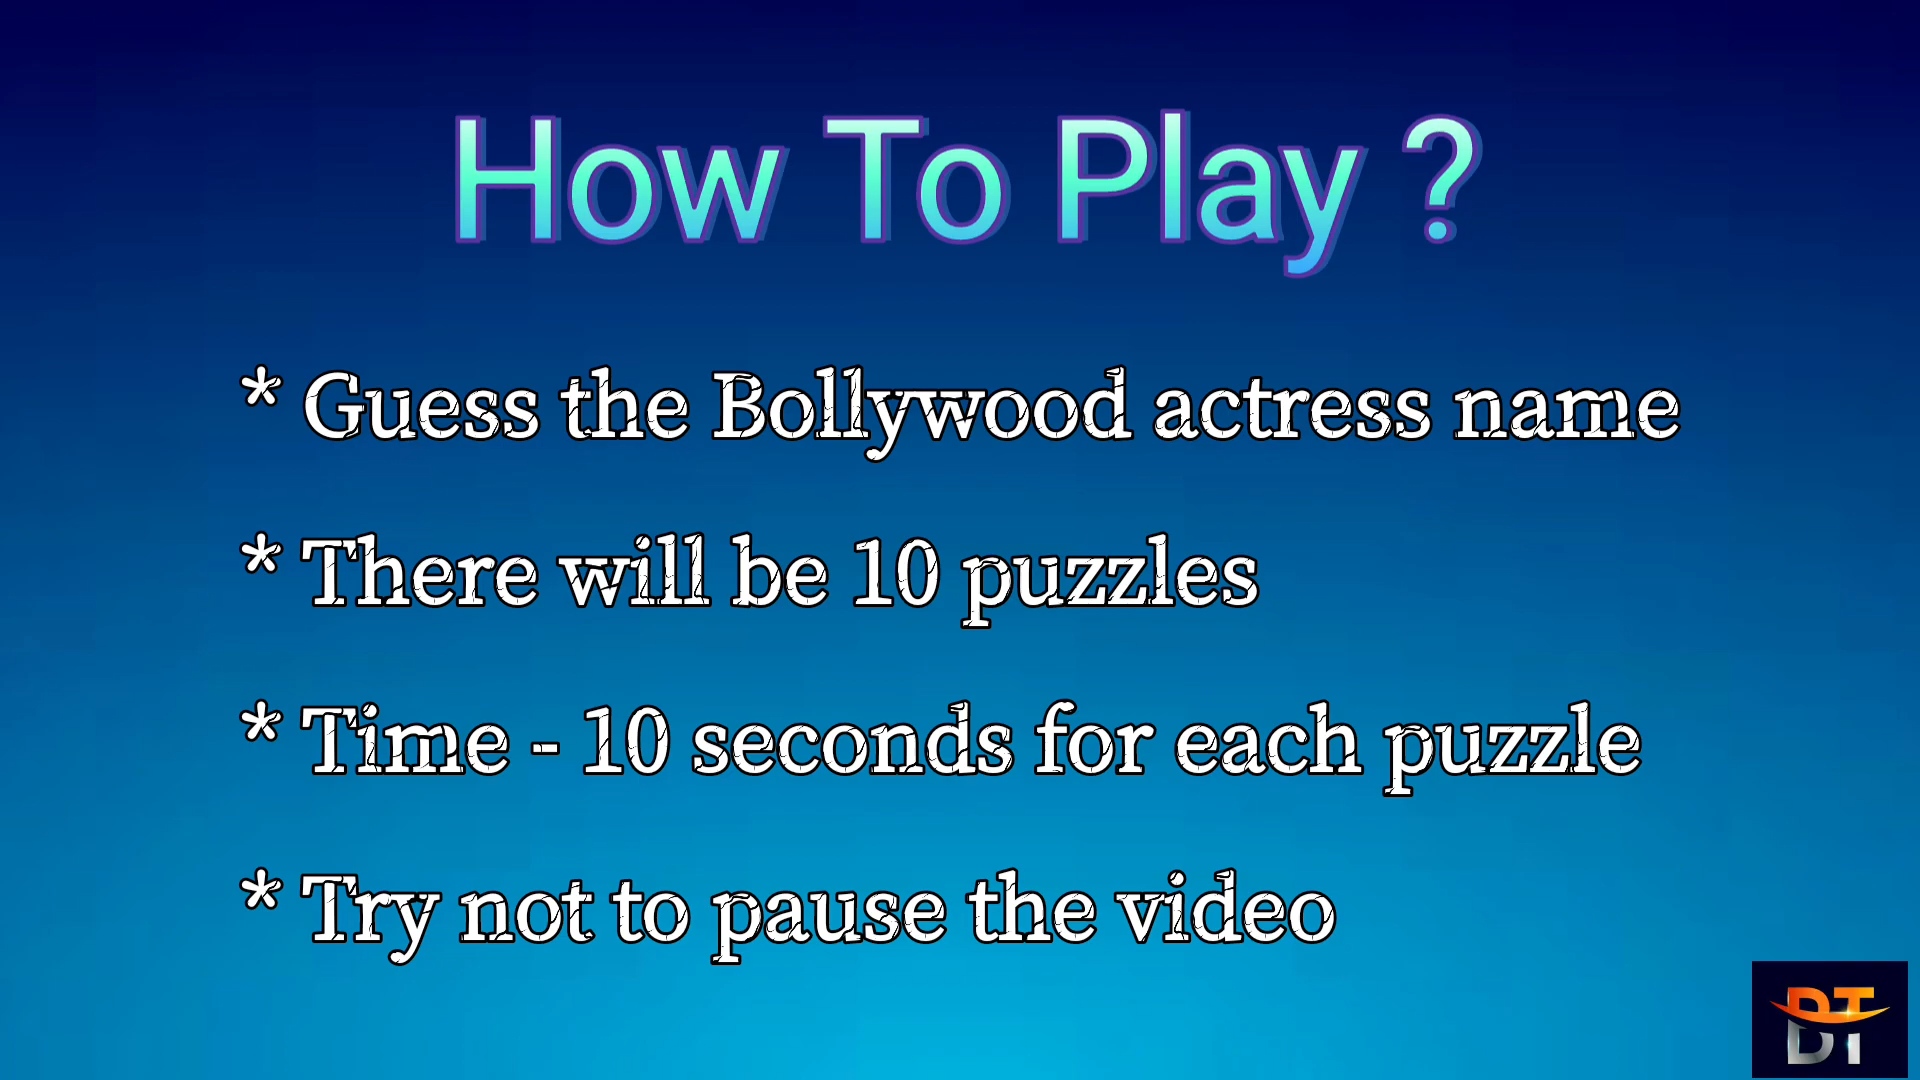 How To Play ?
* Guess the Bollywood actress name
* There will be 10 puzzles
* Time - 10 seconds for each puzzle
* Try not to pause the video
DT